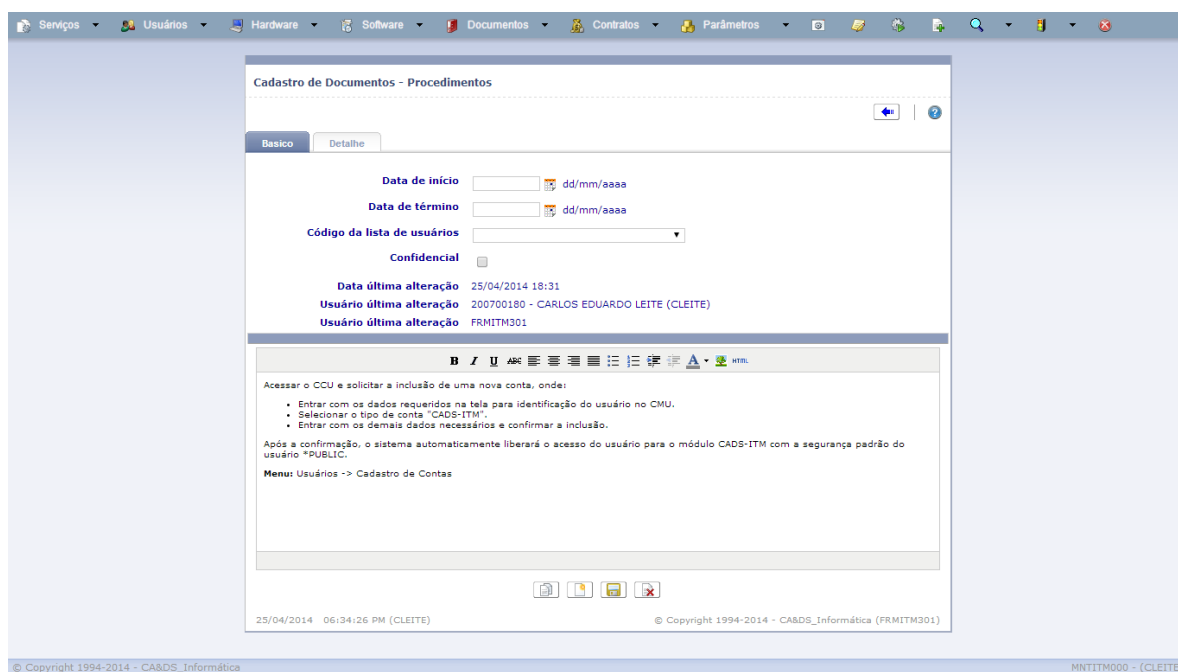 Serviços Usuários Hardware Software Documentos Contratos Parâmetros
Cadastro de Documentos - Procedimentos
Basico Detalhe
Data de início dd/mm/aaaa
Data de término dd/mm/aaaa
Código da lista de usuários
Confidencial
Data última alteração 25/04/2014 18:31
Usuário última alteração 200700180 - CARLOS EDUARDO LEITE (CLEITE)
Usuário última alteração FRMITM301
B I U ABC A HTML
Acessar o CCU e solicitar a inclusão de uma nova conta, onde:
• Entrar com os dados requeridos na tela para identificação do usuário no CMU.
• Selecionar o tipo de conta "CADS-ITM".
• Entrar com os demais dados necessários e confirmar a inclusão.
Após a confirmação, o sistema automaticamente liberará o acesso do usuário para o módulo CADS-ITM com a segurança padrão do
usuário *PUBLIC.
Menu: Usuários -> Cadastro de Contas
25/04/2014 06:34:26 PM (CLEITE) © Copyright 1994-2014 - CA&DS_Informática (FRMITM301)
© Copyright 1994-2014 - CA&DS_Informática MNTITM000 - (CLEITE